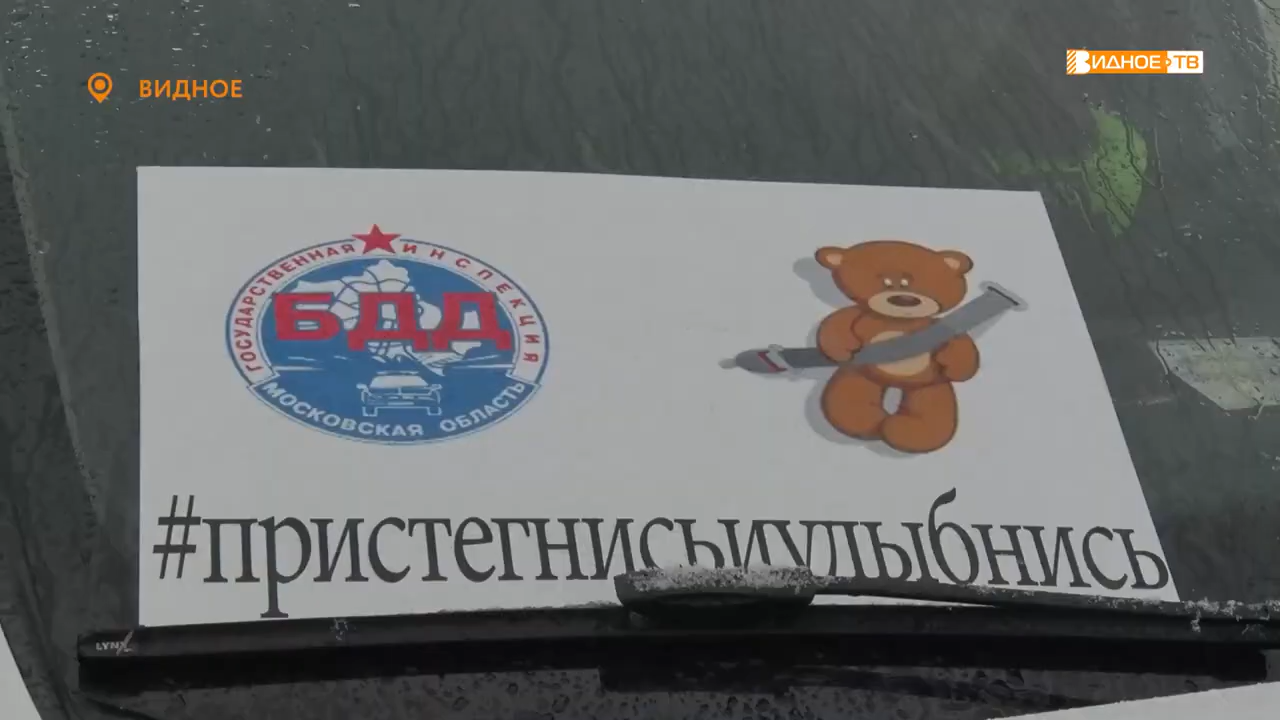 ВИДНОЕ
ВИДНОЕ ТВ
ГОСУДАРСТВЕННАЯ ИНСПЕКЦИЯ
БДД
МОСКОВСКАЯ ОБЛАСТЬ
#пристегнисьиулыбнись
LYNX